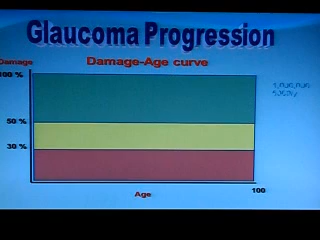 Glaucoma Progression
Damage
Damage-Age curve
100 %
50 %
30 %
Age
100